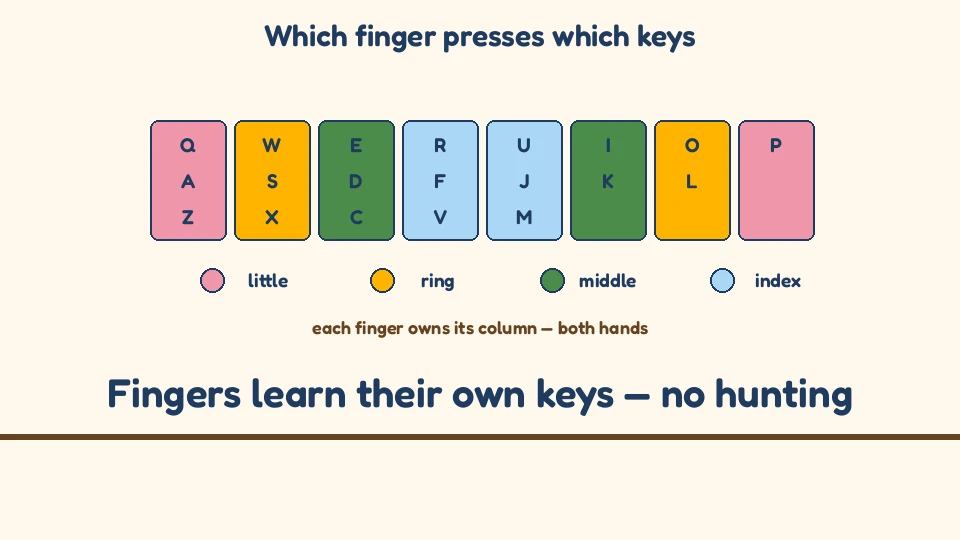 Which finger presses which keys
Q W E R U I O P
A S D F J K L
Z X C V M
little ring middle index
each finger owns its column — both hands
Fingers learn their own keys — no hunting